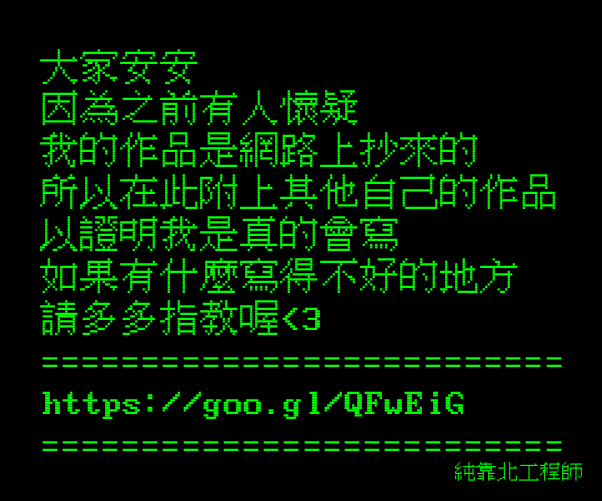 大家安安
因為之前有人懷疑
我的作品是網路上抄來的
所以在此附上其他自己的作品
以證明我是真的會寫
如果有什麼寫得不好的地方
請多多指教喔<3
==========================
https://goo.gl/QFwEiG
==========================
純靠北工程師